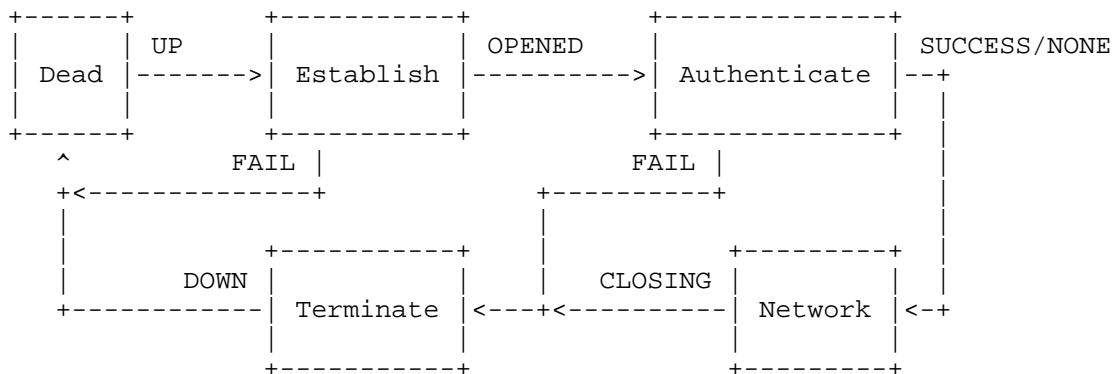 UP OPENED SUCCESS/NONE
Dead Establish Authenticate
FAIL FAIL
DOWN CLOSING
Terminate Network